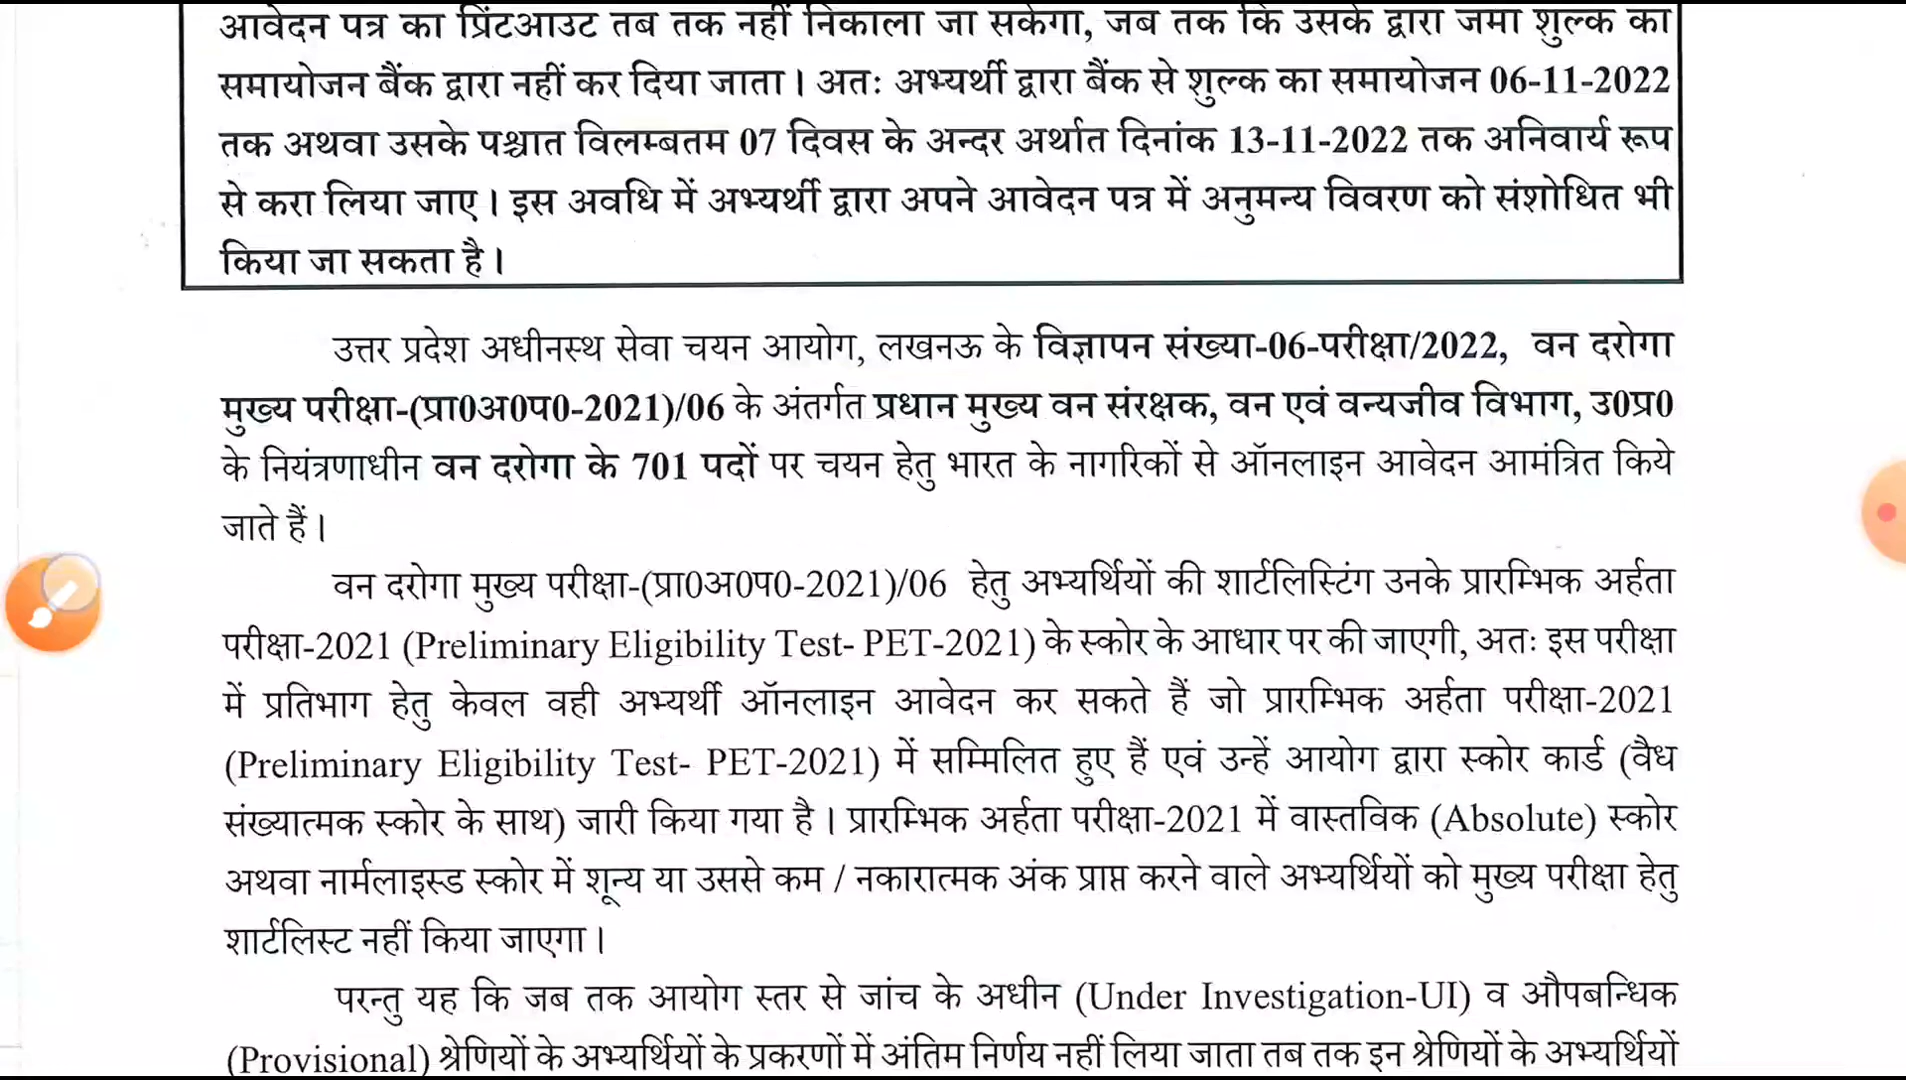 आवेदन पत्र का प्रिंटआउट तब तक नहीं निकाला जा सकेगा, जब तक कि उसके द्वारा जमा शुल्क का
समायोजन बैंक द्वारा नहीं कर दिया जाता। अतः अभ्यर्थी द्वारा बैंक से शुल्क का समायोजन 06-11-2022
तक अथवा उसके पश्चात विलम्बतम 07 दिवस के अन्दर अर्थात दिनांक 13-11-2022 तक अनिवार्य रूप
से करा लिया जाए। इस अवधि में अभ्यर्थी द्वारा अपने आवेदन पत्र में अनुमन्य विवरण को संशोधित भी
किया जा सकता है।
उत्तर प्रदेश अधीनस्थ सेवा चयन आयोग, लखनऊ के विज्ञापन संख्या-06-परीक्षा/2022, वन दरोगा
मुख्य परीक्षा-(प्रा0अ0प0-2021)/06 के अंतर्गत प्रधान मुख्य वन संरक्षक, वन एवं वन्यजीव विभाग, उ0प्र0
के नियंत्रणाधीन वन दरोगा के 701 पदों पर चयन हेतु भारत के नागरिकों से ऑनलाइन आवेदन आमंत्रित किये
जाते हैं।
वन दरोगा मुख्य परीक्षा-(प्रा0अ0प0-2021)/06 हेतु अभ्यर्थियों की शार्टलिस्टिंग उनके प्रारम्भिक अर्हता
परीक्षा-2021 (Preliminary Eligibility Test- PET-2021) के स्कोर के आधार पर की जाएगी, अतः इस परीक्षा
में प्रतिभाग हेतु केवल वही अभ्यर्थी ऑनलाइन आवेदन कर सकते हैं जो प्रारम्भिक अर्हता परीक्षा-2021
(Preliminary Eligibility Test- PET-2021) में सम्मिलित हुए हैं एवं उन्हें आयोग द्वारा स्कोर कार्ड (वैध
संख्यात्मक स्कोर के साथ) जारी किया गया है। प्रारम्भिक अर्हता परीक्षा-2021 में वास्तविक (Absolute) स्कोर
अथवा नार्मलाइस्ड स्कोर में शून्य या उससे कम / नकारात्मक अंक प्राप्त करने वाले अभ्यर्थियों को मुख्य परीक्षा हेतु
शार्टलिस्ट नहीं किया जाएगा।
परन्तु यह कि जब तक आयोग स्तर से जांच के अधीन (Under Investigation-UI) व औपबन्धिक
(Provisional) श्रेणियों के अभ्यर्थियों के प्रकरणों में अंतिम निर्णय नहीं लिया जाता तब तक इन श्रेणियों के अभ्यर्थियों